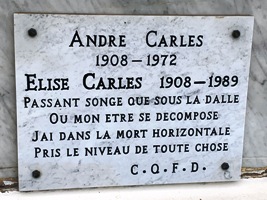 ANDRE CARLES
1908-1972
ELISE CARLES 1908-1989
PASSANT SONGE QUE SOUS LA DALLE
OU MON ETRE SE DECOMPOSE
JAI DANS LA MORT HORIZONTALE
PRIS LE NIVEAU DE TOUTE CHOSE
C.Q.F.D.